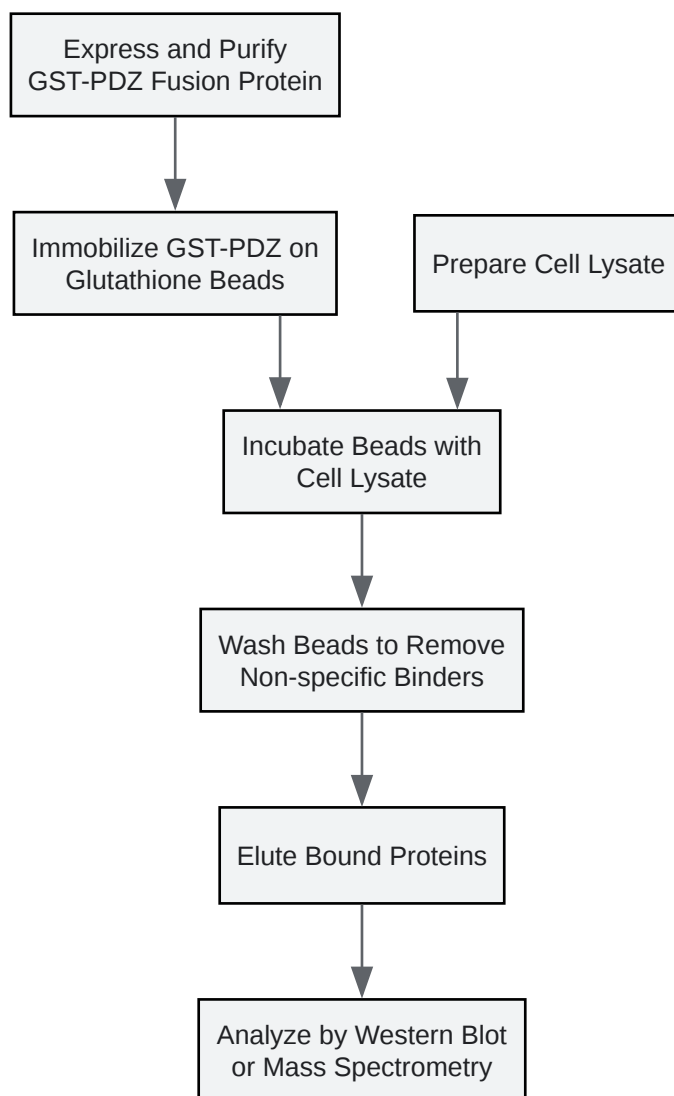 Express and Purify
GST-PDZ Fusion Protein
Immobilize GST-PDZ on
Glutathione Beads
Prepare Cell Lysate
Incubate Beads with
Cell Lysate
Wash Beads to Remove
Non-specific Binders
Elute Bound Proteins
Analyze by Western Blot
or Mass Spectrometry